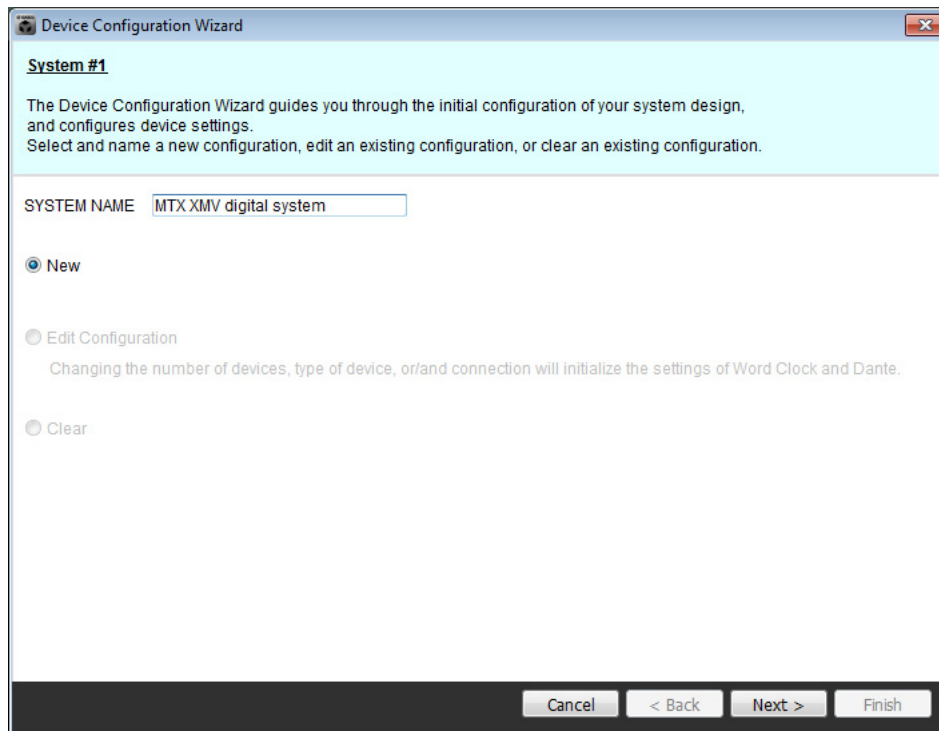 Device Configuration Wizard
System #1
The Device Configuration Wizard guides you through the initial configuration of your system design,
and configures device settings.
Select and name a new configuration, edit an existing configuration, or clear an existing configuration.
SYSTEM NAME MTX XMV digital system
New
Edit Configuration
Changing the number of devices, type of device, or/and connection will initialize the settings of Word Clock and Dante.
Clear
Cancel < Back Next > Finish